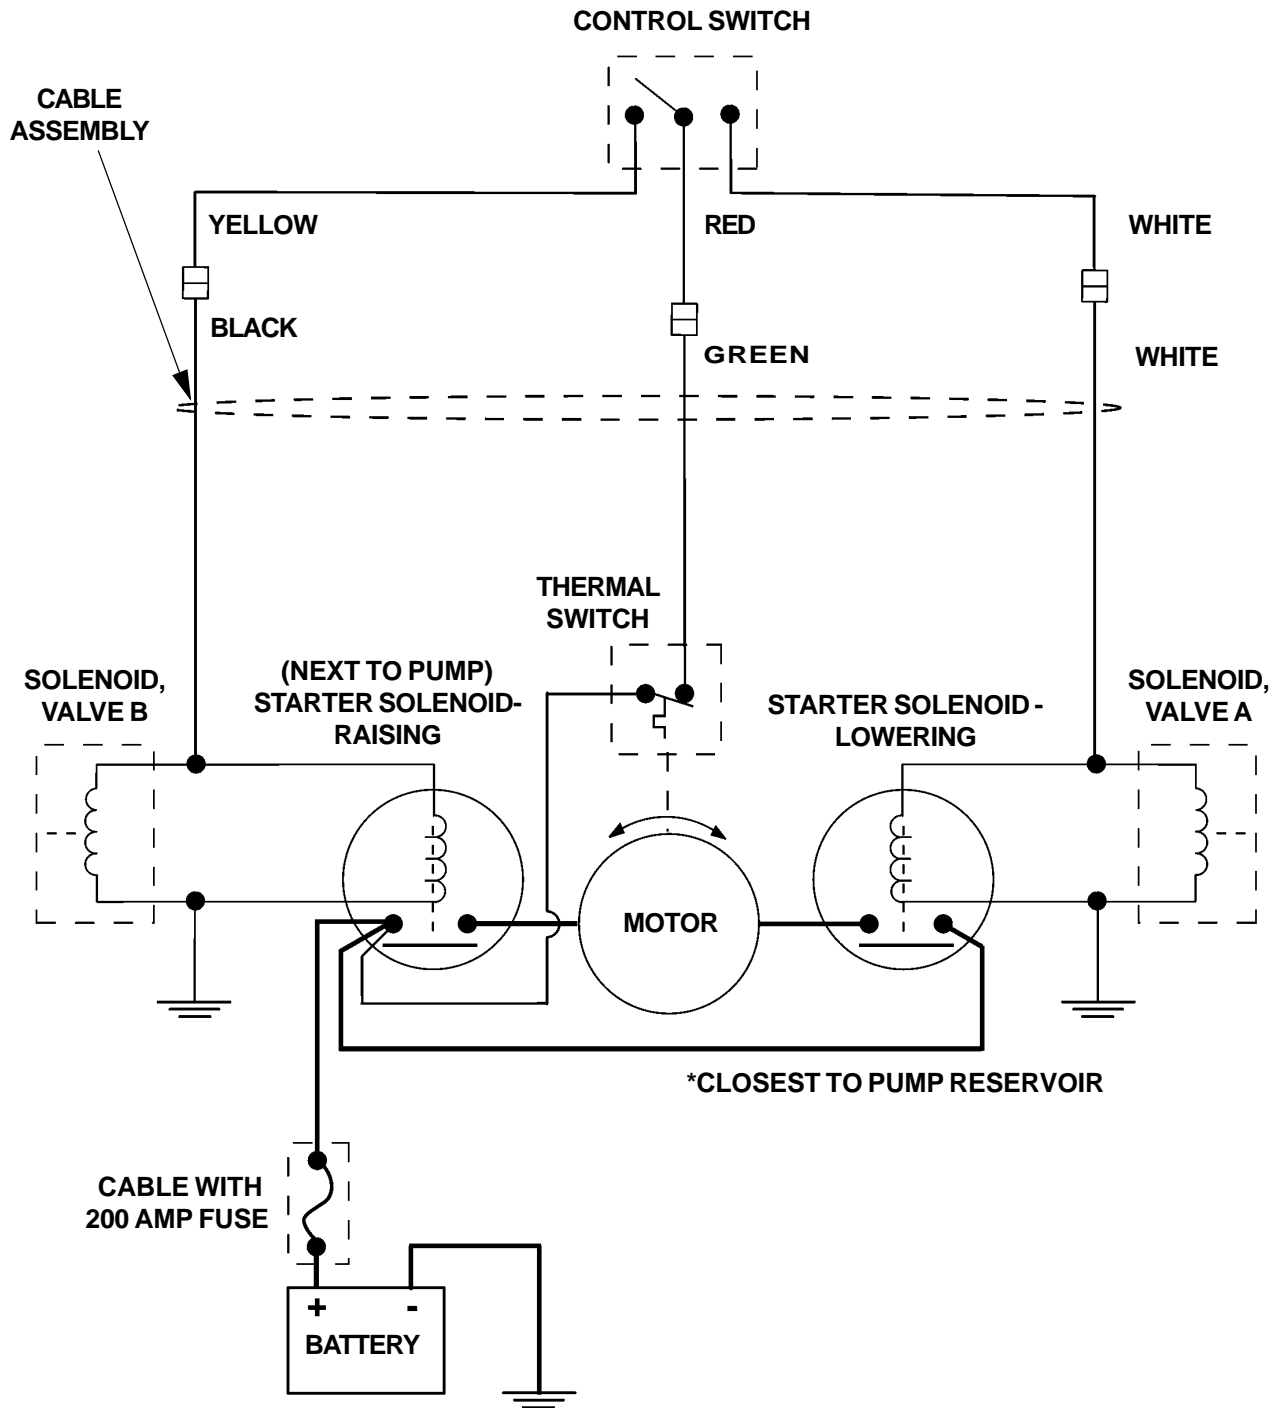 CONTROL SWITCH
CABLE
ASSEMBLY
YELLOW
RED
WHITE
BLACK
GREEN
WHITE
THERMAL
SWITCH
SOLENOID,
VALVE B
(NEXT TO PUMP)
STARTER SOLENOID-
RAISING
STARTER SOLENOID -
LOWERING
SOLENOID,
VALVE A
MOTOR
*CLOSEST TO PUMP RESERVOIR
CABLE WITH
200 AMP FUSE
+ -
BATTERY